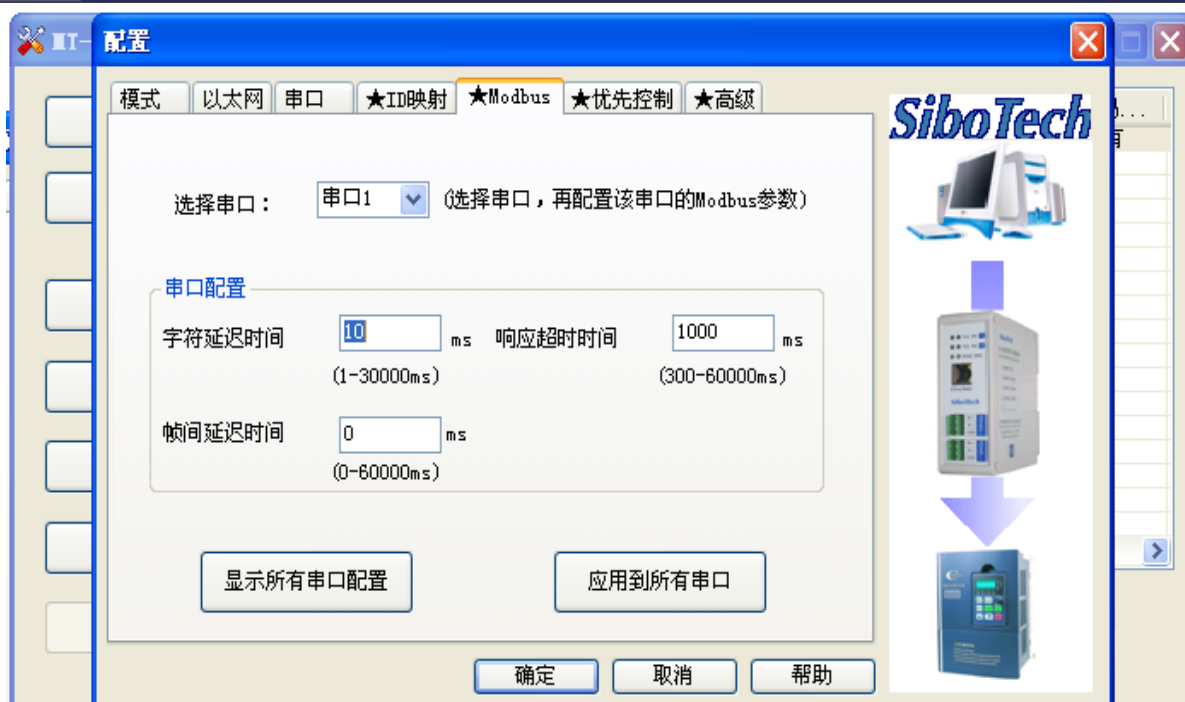 MT-
配置
模式 以太网 串口 ★ID映射 ★Modbus ★优先控制 ★高级
SiboTech
选择串口： 串口1 (选择串口，再配置该串口的Modbus参数)
串口配置
字符延迟时间 10 ms 响应超时时间 1000 ms
(1-30000ms) (300-60000ms)
帧间延迟时间 0 ms
(0-60000ms)
显示所有串口配置 应用到所有串口
确定 取消 帮助